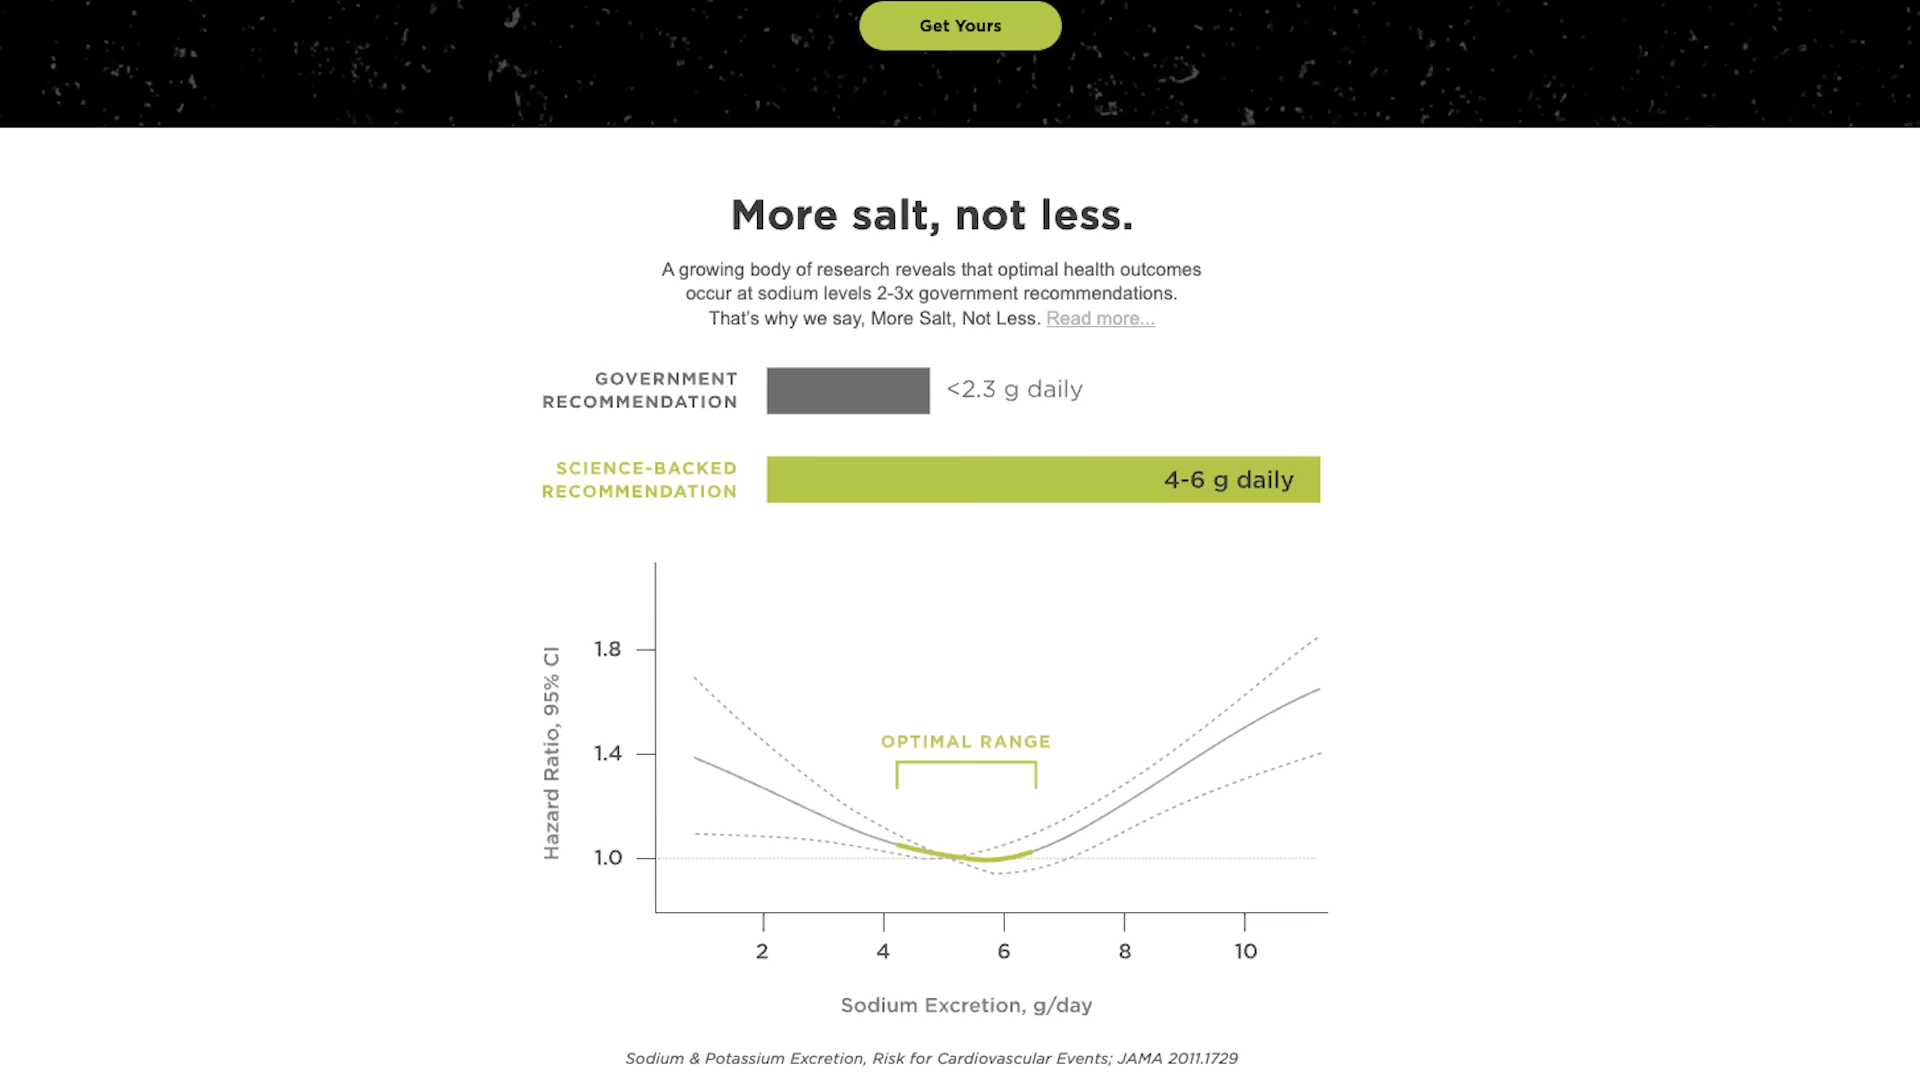 Get Yours
More salt, not less.
A growing body of research reveals that optimal health outcomes
occur at sodium levels 2-3x government recommendations.
That's why we say, More Salt, Not Less. Read more...
GOVERNMENT
RECOMMENDATION
<2.3 g daily
SCIENCE-BACKED
RECOMMENDATION
4-6 g daily
Hazard Ratio, 95% CI
1.8
1.4
1.0
OPTIMAL RANGE
2 4 6 8 10
Sodium Excretion, g/day
Sodium & Potassium Excretion, Risk for Cardiovascular Events; JAMA 2011.1729